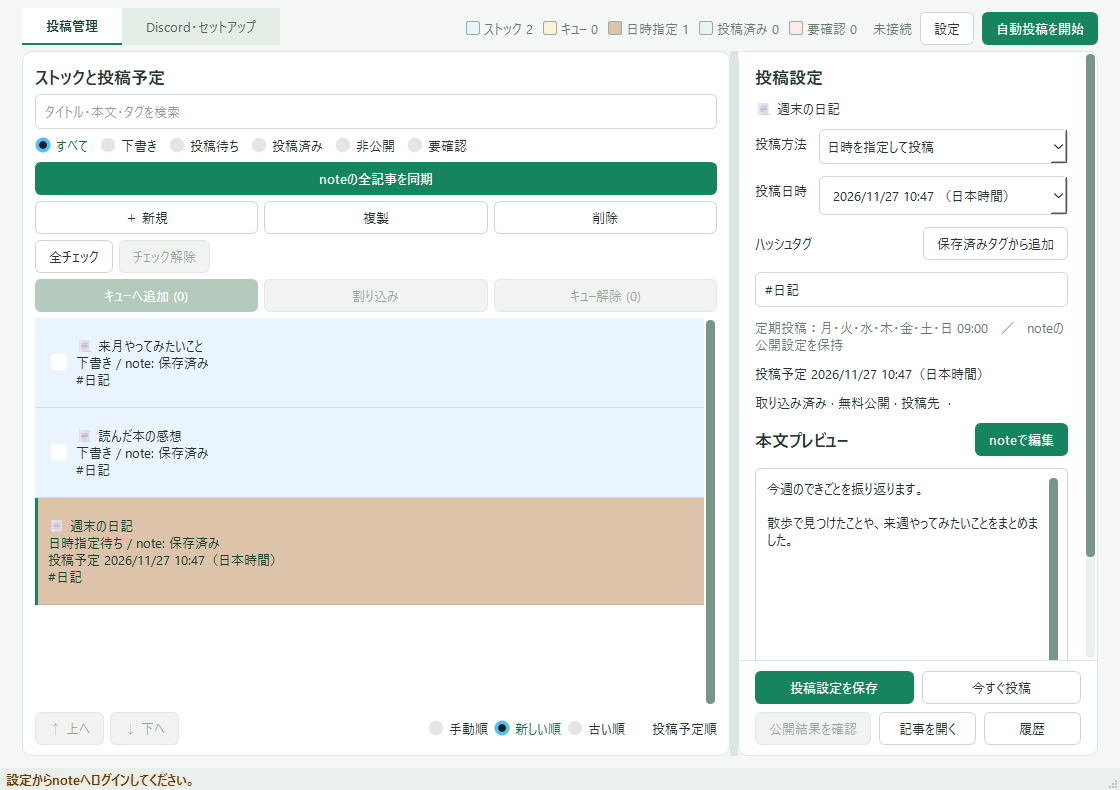 投稿管理
Discord・セットアップ
ストック 2
キュー 0
日時指定 1
投稿済み 0
要確認 0
未接続
設定
自動投稿を開始
ストックと投稿予定
タイトル・本文・タグを検索
すべて
下書き
投稿待ち
投稿済み
非公開
要確認
noteの全記事を同期
+ 新規
複製
削除
全チェック
チェック解除
キューへ追加 (0)
割り込み
キュー解除 (0)
来月やってみたいこと
下書き / note: 保存済み
#日記
読んだ本の感想
下書き / note: 保存済み
#日記
週末の日記
日時指定待ち / note: 保存済み
投稿予定 2026/11/27 10:47（日本時間）
#日記
↑ 上へ
↓ 下へ
手動順
新しい順
古い順
投稿予定順
投稿設定
週末の日記
投稿方法
日時を指定して投稿
投稿日時
2026/11/27 10:47 （日本時間）
ハッシュタグ
保存済みタグから追加
#日記
定期投稿：月・火・水・木・金・土・日 09:00 ／ noteの
公開設定を保持
投稿予定 2026/11/27 10:47（日本時間）
取り込み済み · 無料公開 · 投稿先 ·
本文プレビュー
noteで編集
今週のできごとを振り返ります。
散歩で見つけたことや、来週やってみたいことをまとめま
した。
投稿設定を保存
今すぐ投稿
公開結果を確認
記事を開く
履歴
設定からnoteへログインしてください。